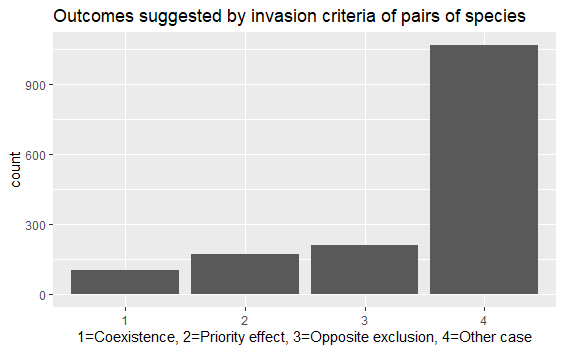 Outcomes suggested by invasion criteria of pairs of species
count
900
600
300
0
1 2 3 4
1=Coexistence, 2=Priority effect, 3=Opposite exclusion, 4=Other case